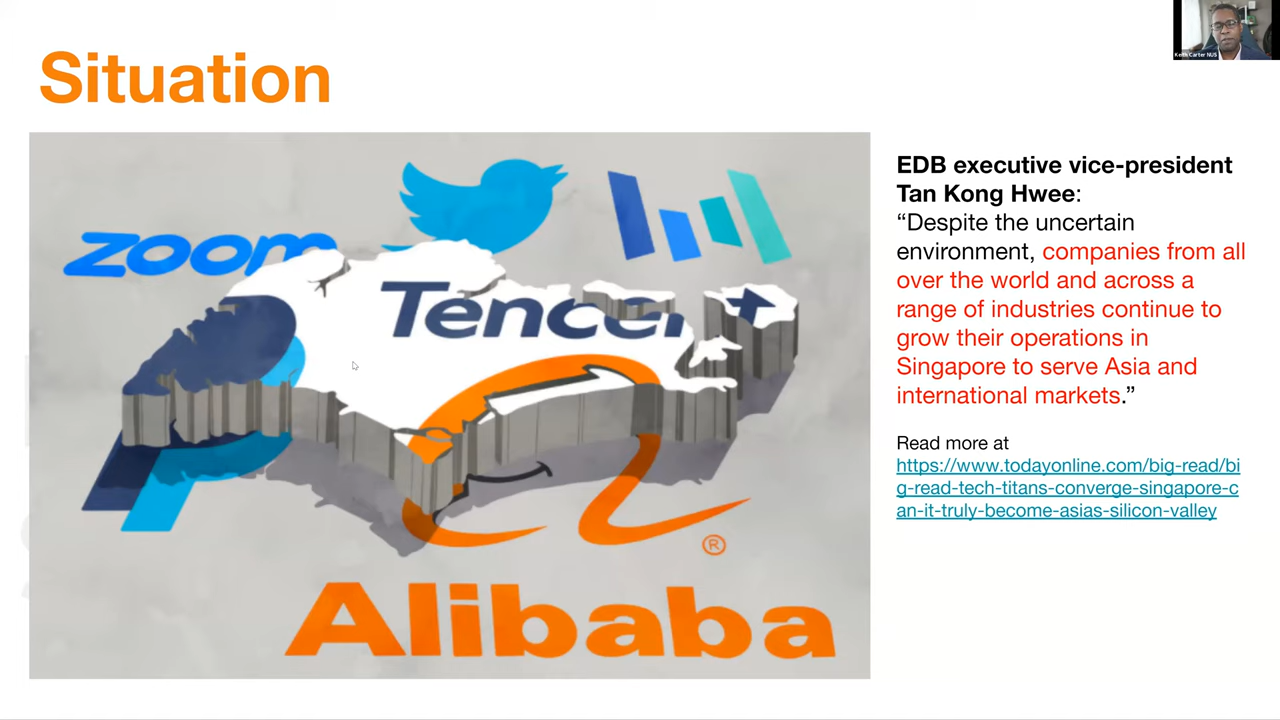 Keith Carter NUS
Situation
zoom
Tencent
Alibaba
®
EDB executive vice-president
Tan Kong Hwee:
“Despite the uncertain
environment, companies from all
over the world and across a
range of industries continue to
grow their operations in
Singapore to serve Asia and
international markets.”
Read more at
https://www.todayonline.com/big-read/bi
g-read-tech-titans-converge-singapore-c
an-it-truly-become-asias-silicon-valley